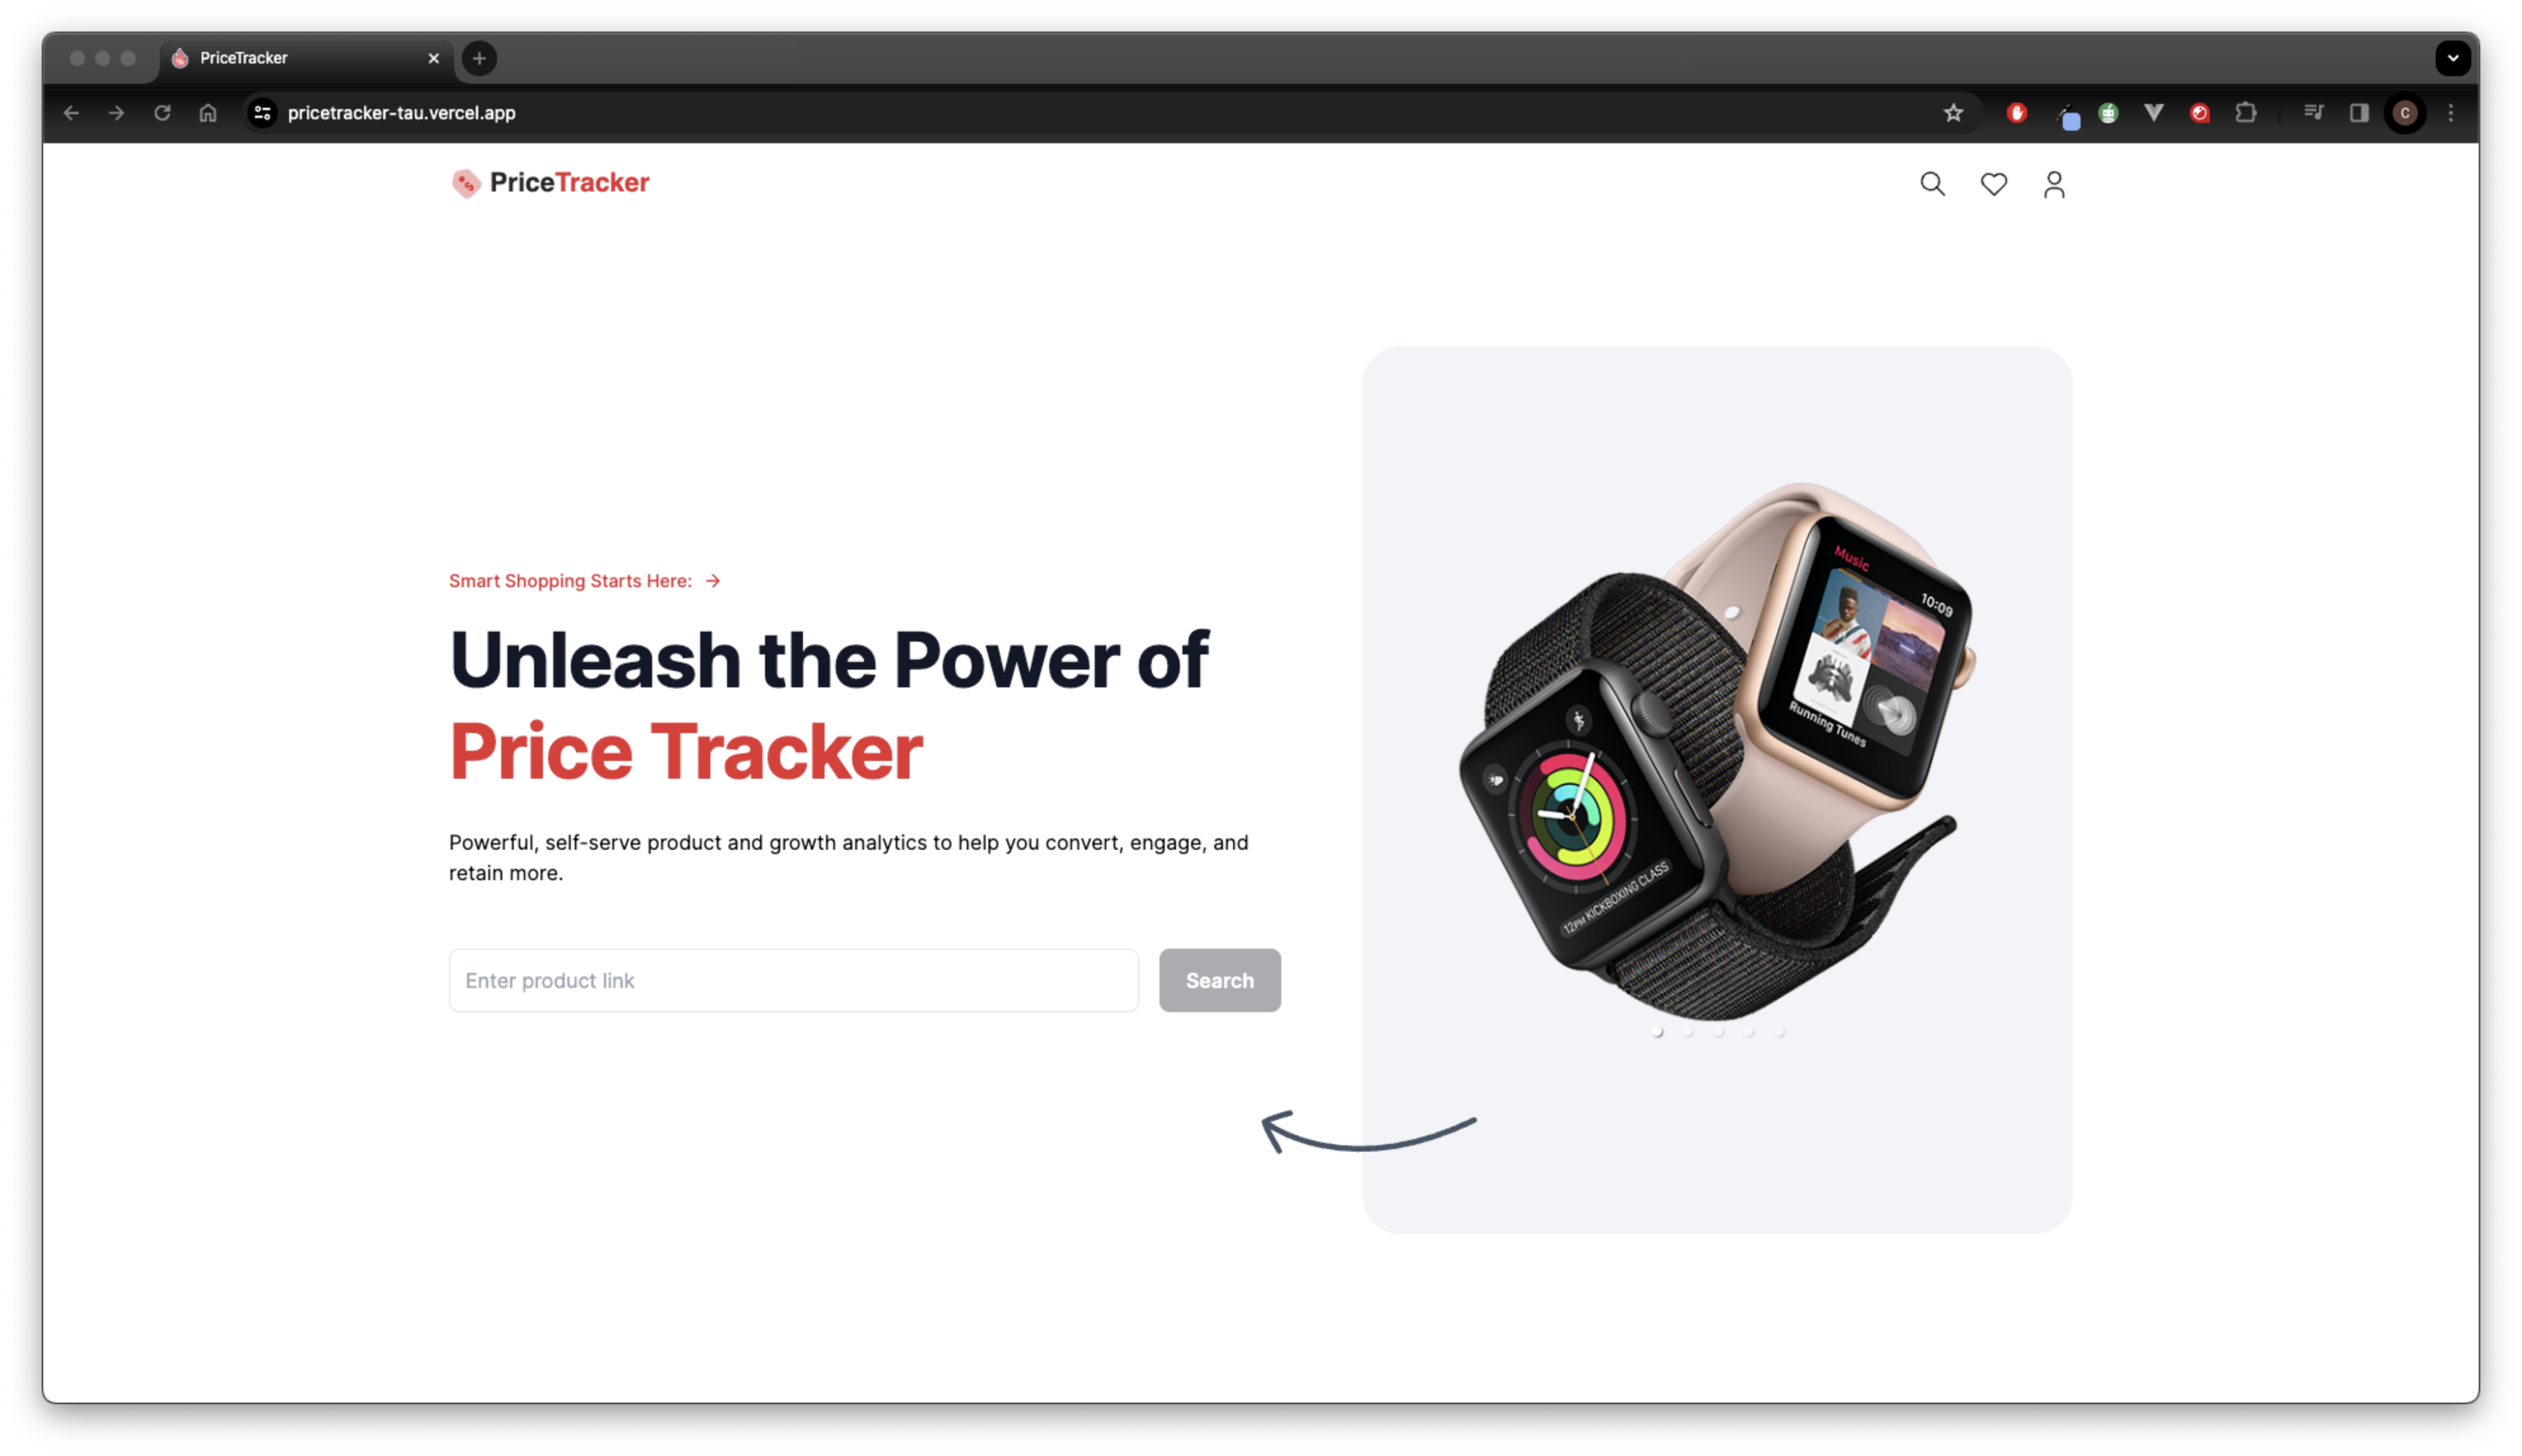 PriceTracker
pricetracker-tau.vercel.app
C
PriceTracker
Smart Shopping Starts Here:
Unleash the Power of
Price Tracker
Powerful, self-serve product and growth analytics to help you convert, engage, and
retain more.
Enter product link
Search
Music
10:09
Running Tunes
12PM KICKBOXING CLASS